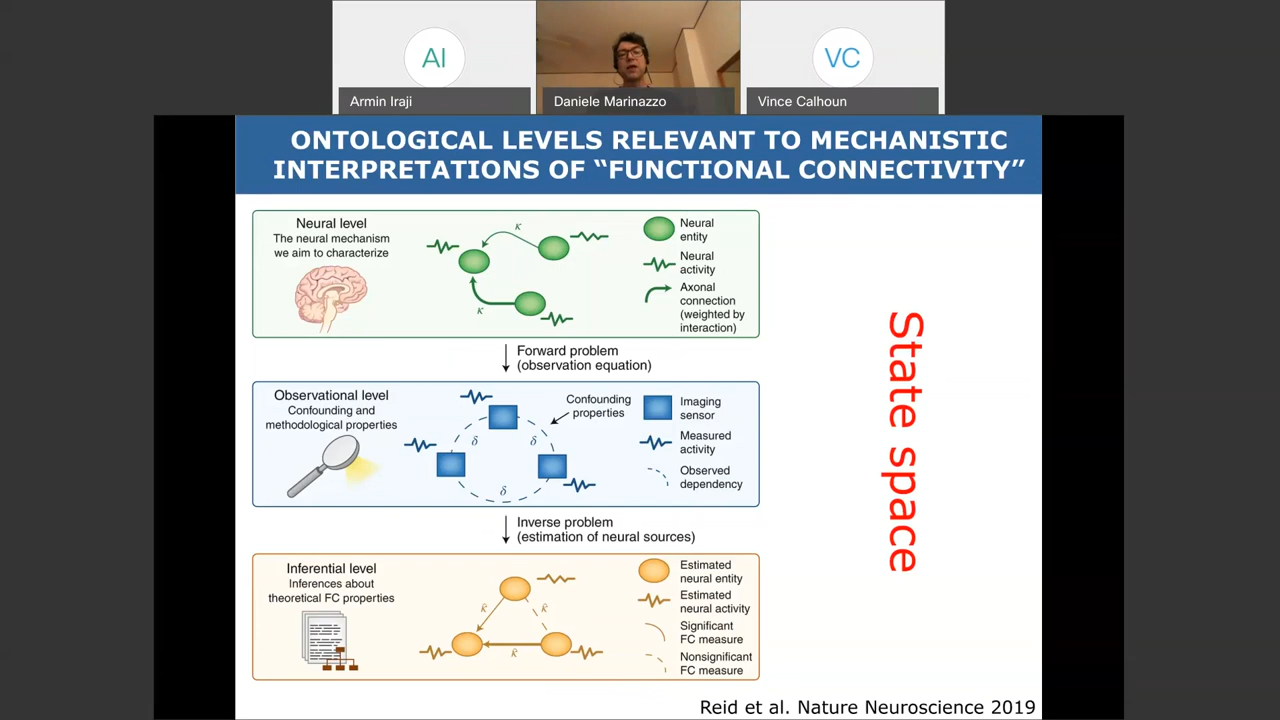 AI
VC
Armin Iraji
Daniele Marinazzo
Vince Calhoun
ONTOLOGICAL LEVELS RELEVANT TO MECHANISTIC
INTERPRETATIONS OF “FUNCTIONAL CONNECTIVITY”
Neural level
The neural mechanism
we aim to characterize
κ
κ
Neural
entity
Neural
activity
Axonal
connection
(weighted by
interaction)
Forward problem
(observation equation)
Observational level
Confounding and
methodological properties
Confounding
properties
δ
δ
δ
Imaging
sensor
Measured
activity
Observed
dependency
Inverse problem
(estimation of neural sources)
Inferential level
Inferences about
theoretical FC properties
κ̂
κ̂
κ̂
Estimated
neural entity
Estimated
neural activity
Significant
FC measure
Nonsignificant
FC measure
State space
Reid et al. Nature Neuroscience 2019